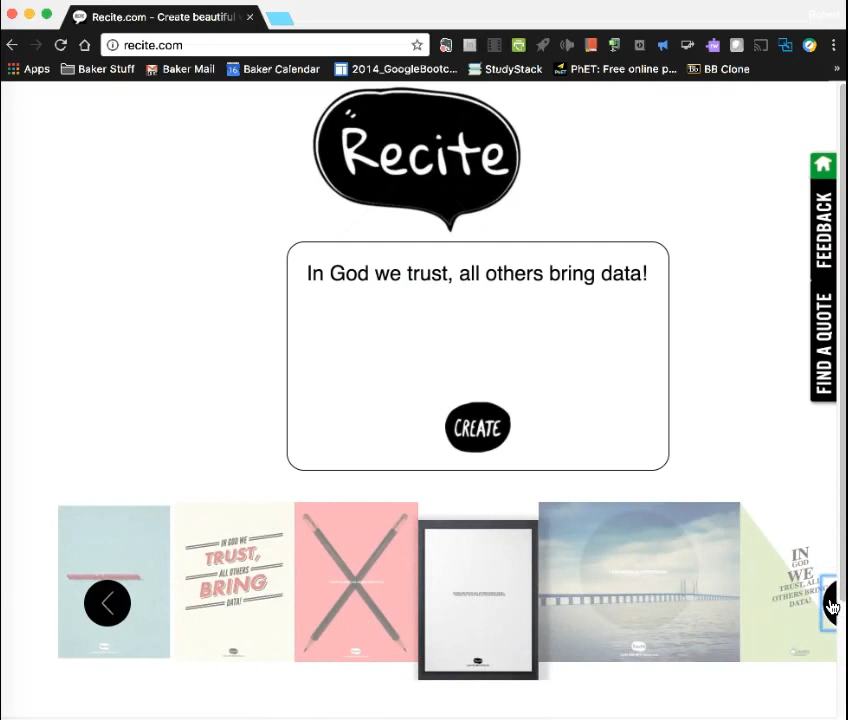 Recite.com - Create beautiful
recite.com
Apps Baker Stuff Baker Mail 16 Baker Calendar 2014_GoogleBootc... StudyStack PhET: Free online p... BB Clone »
Recite
FEEDBACK
FIND A QUOTE
In God we trust, all others bring data!
CREATE
IN GOD WE
TRUST,
ALL OTHERS
BRING
DATA!
IN
GOD
WE
TRUST, ALL
OTHERS BRING
DATA!